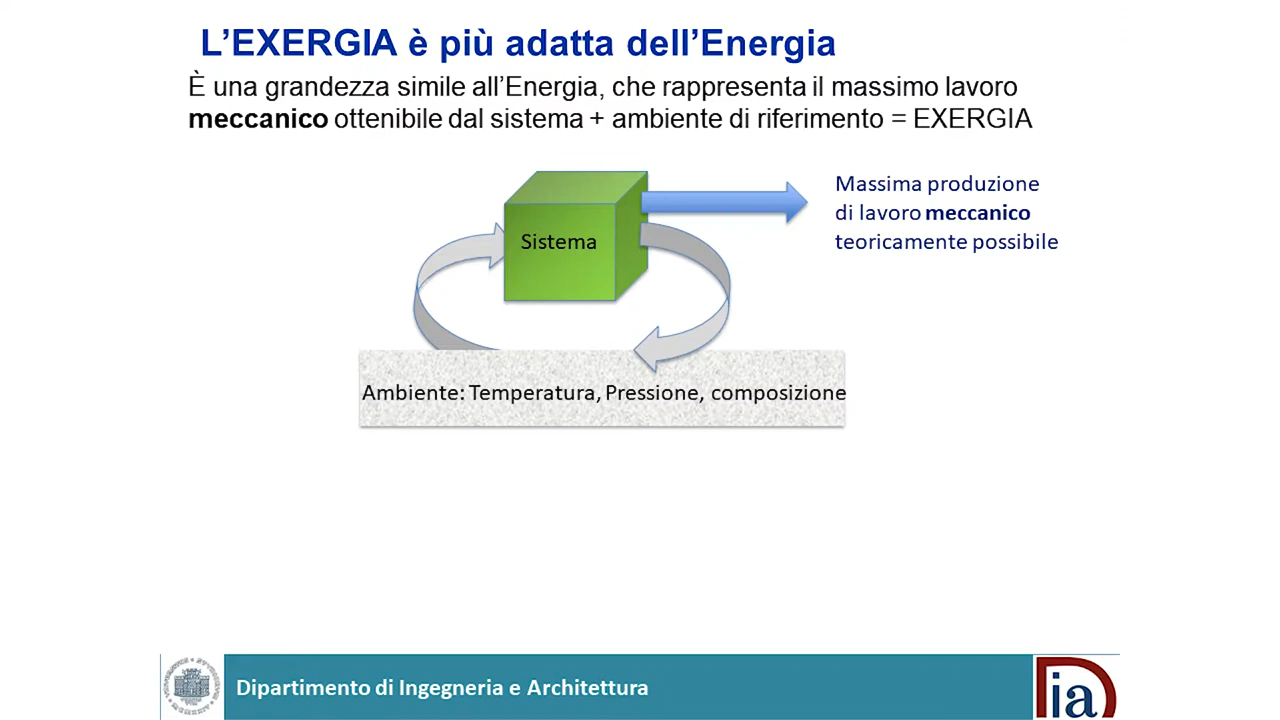 L’EXERGIA è più adatta dell’Energia
È una grandezza simile all’Energia, che rappresenta il massimo lavoro
meccanico ottenibile dal sistema + ambiente di riferimento = EXERGIA
Massima produzione
di lavoro meccanico
teoricamente possibile
Sistema
Ambiente: Temperatura, Pressione, composizione
Dipartimento di Ingegneria e Architettura
Dia